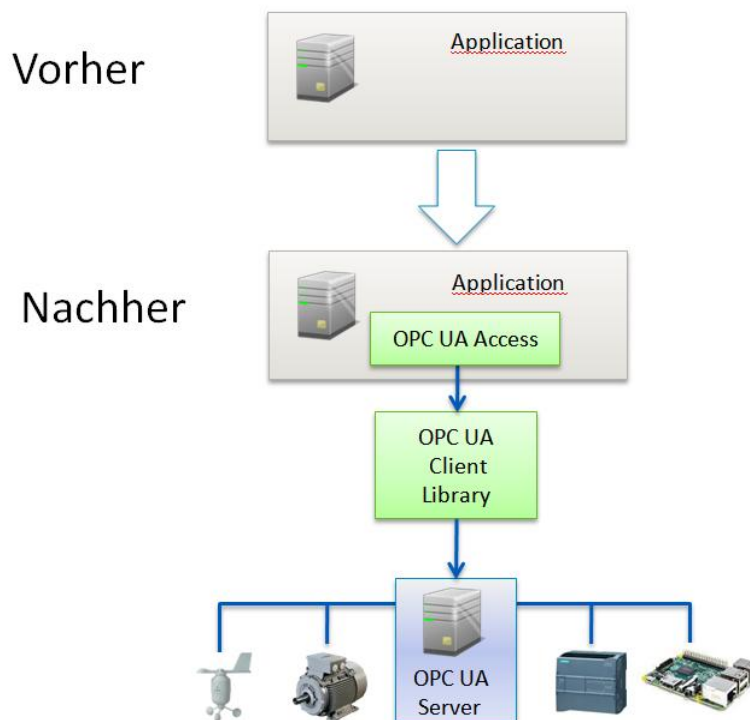 Vorher
Application
Nachher
Application
OPC UA Access
OPC UA
Client
Library
OPC UA
Server